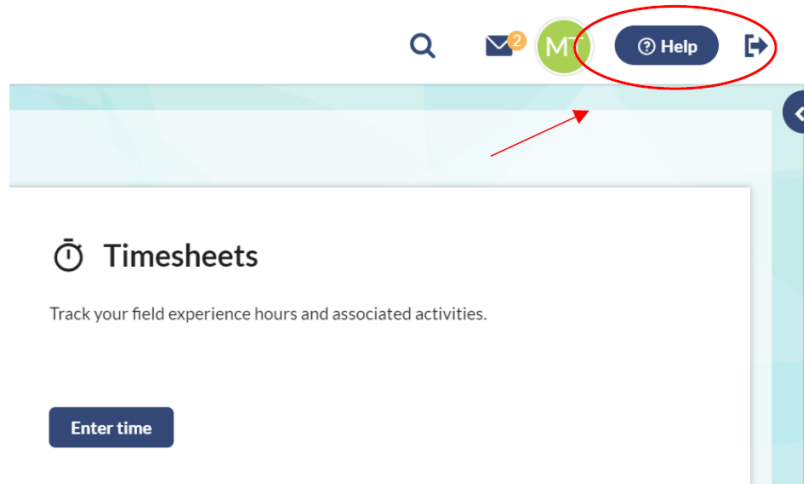 2 MT Help
Timesheets
Track your field experience hours and associated activities.
Enter time